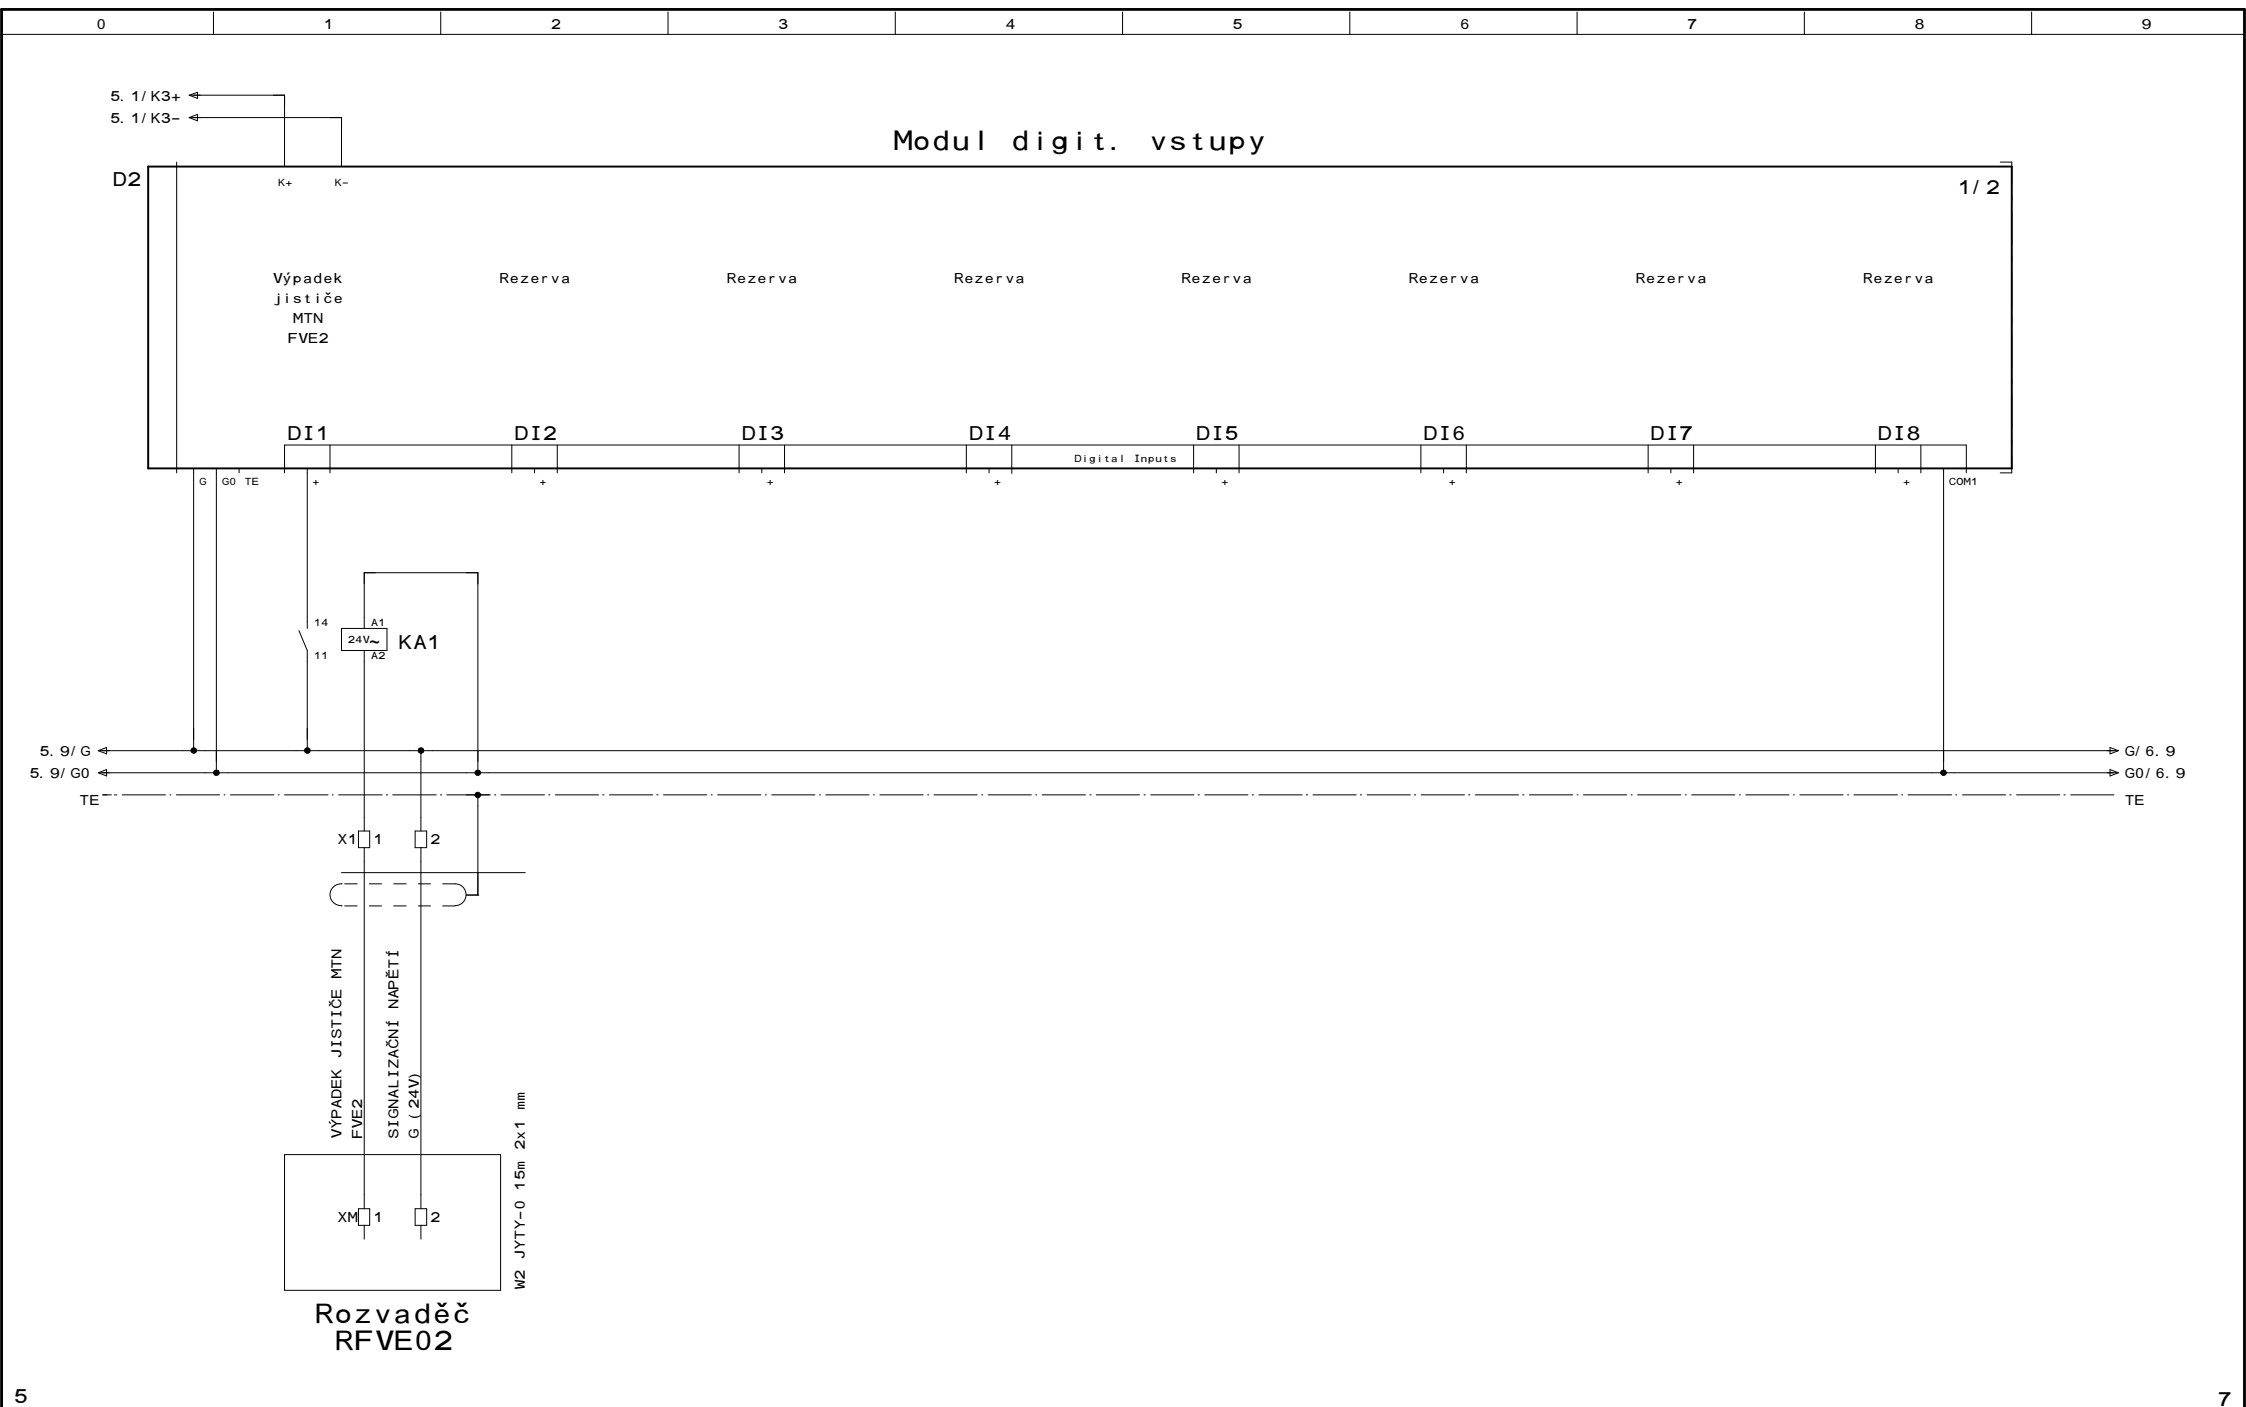 0 1 2 3 4 5 6 7 8 9
5. 1/ K3+
5. 1/ K3-
Modul digit. vstupy
D2
K+ K-
1/ 2
Výpadek
jističe
MTN
FVE2
Rezerva
Rezerva
Rezerva
Rezerva
Rezerva
Rezerva
Rezerva
DI1 DI2 DI3 DI4 DI5 DI6 DI7 DI8
Digital Inputs
G G0 TE + + + + + + + + COM1
14
11
A1
24V~
A2
KA1
5. 9/ G
G/ 6. 9
5. 9/ G0
G0/ 6. 9
TE
TE
X1 1 2
VÝPADEK JISTIČE MTN
FVE2
SIGNALIZAČNÍ NAPĚTÍ
G ( 24V)
W2 JYTY-O 15m 2x1 mm
XM 1 2
Rozvaděč
RFVE02
5
7